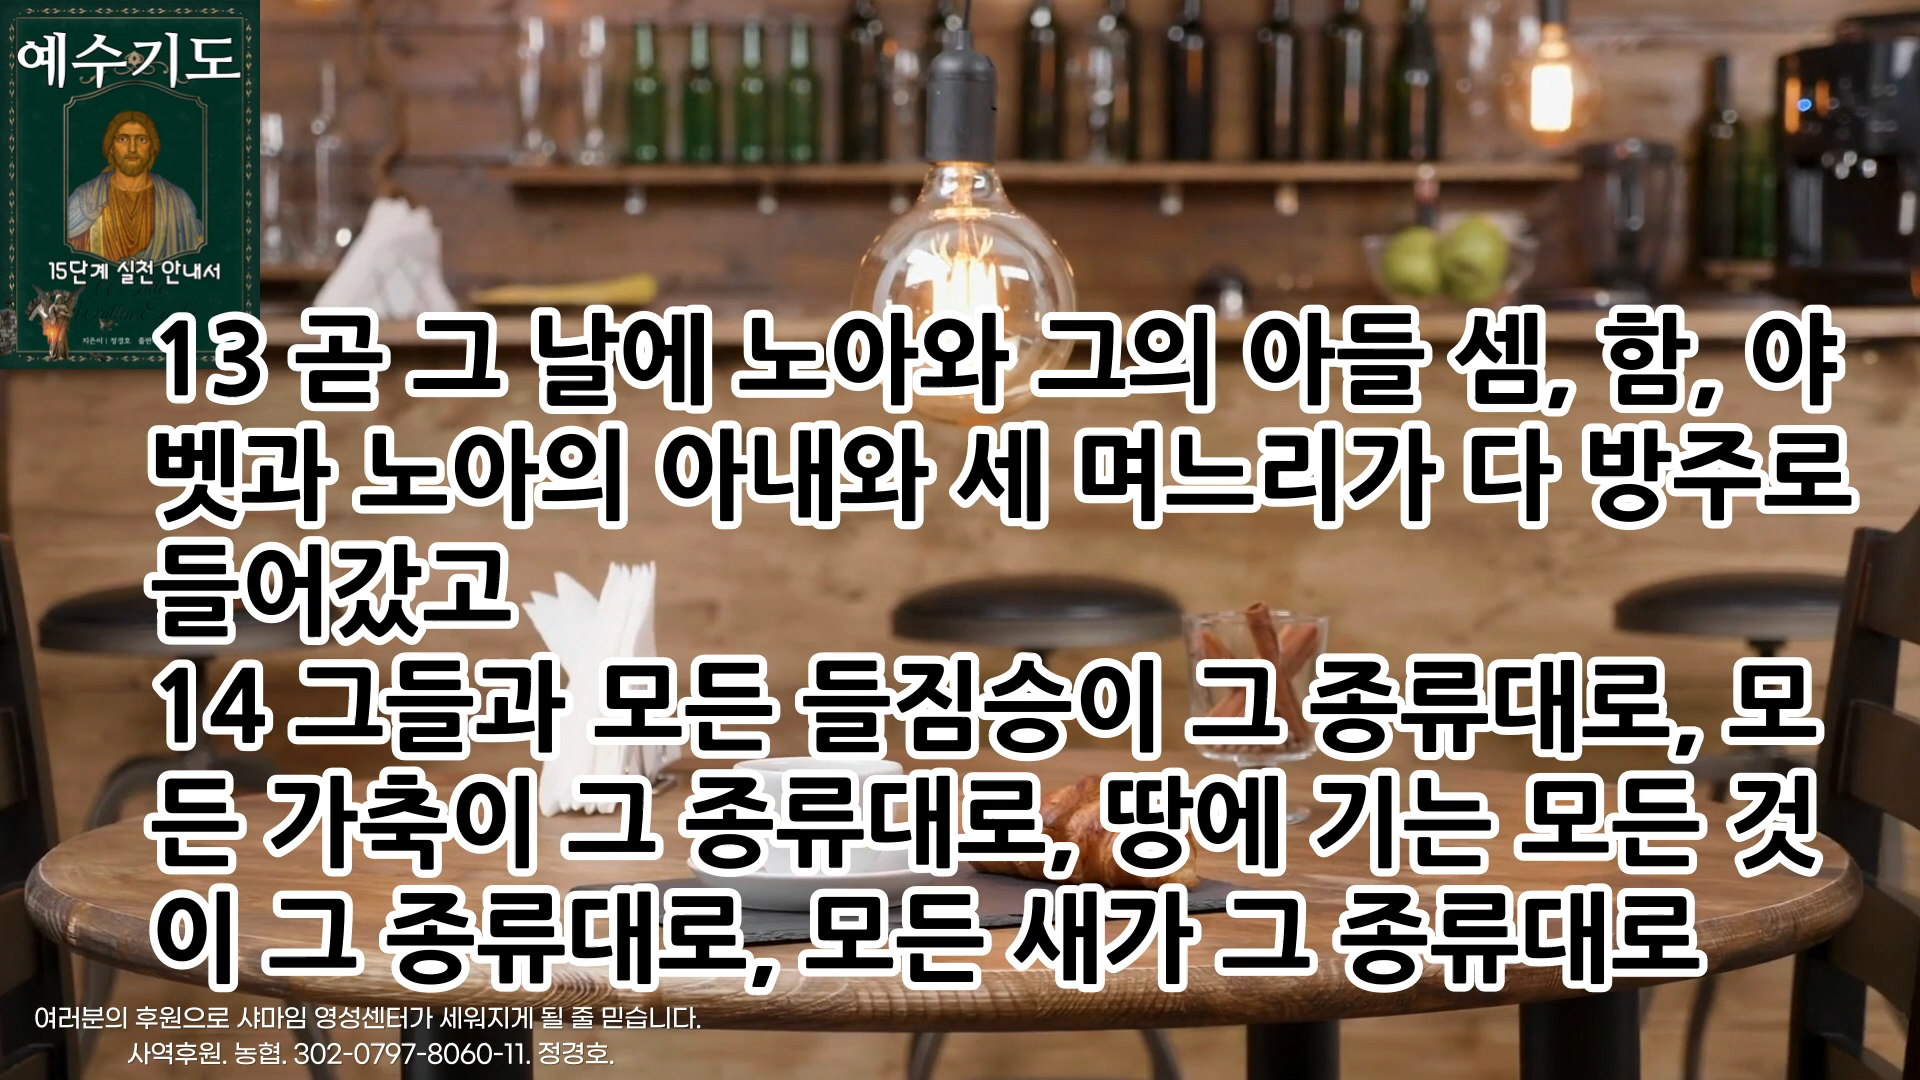 예수기도
15단계 실천 안내서
지은이 | 정경호
13 곧 그 날에 노아와 그의 아들 셈, 함, 야
벳과 노아의 아내와 세 며느리가 다 방주로
들어갔고
14 그들과 모든 들짐승이 그 종류대로, 모
든 가축이 그 종류대로, 땅에 기는 모든 것
이 그 종류대로, 모든 새가 그 종류대로
여러분의 후원으로 샤마임 영성센터가 세워지게 될 줄 믿습니다.
사역후원. 농협. 302-0797-8060-11. 정경호.